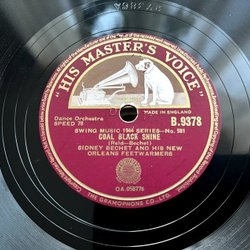 "HIS MASTER'S VOICE"
Dance Orchestra
SPEED 78
MADE IN ENGLAND
B.9378
SWING MUSIC 1944 SERIES—No. 581
COAL BLACK SHINE
(Reid—Bechet)
SIDNEY BECHET AND HIS NEW
ORLEANS FEETWARMERS
OA.058776
THE GRAMOPHONE CO. LTD.